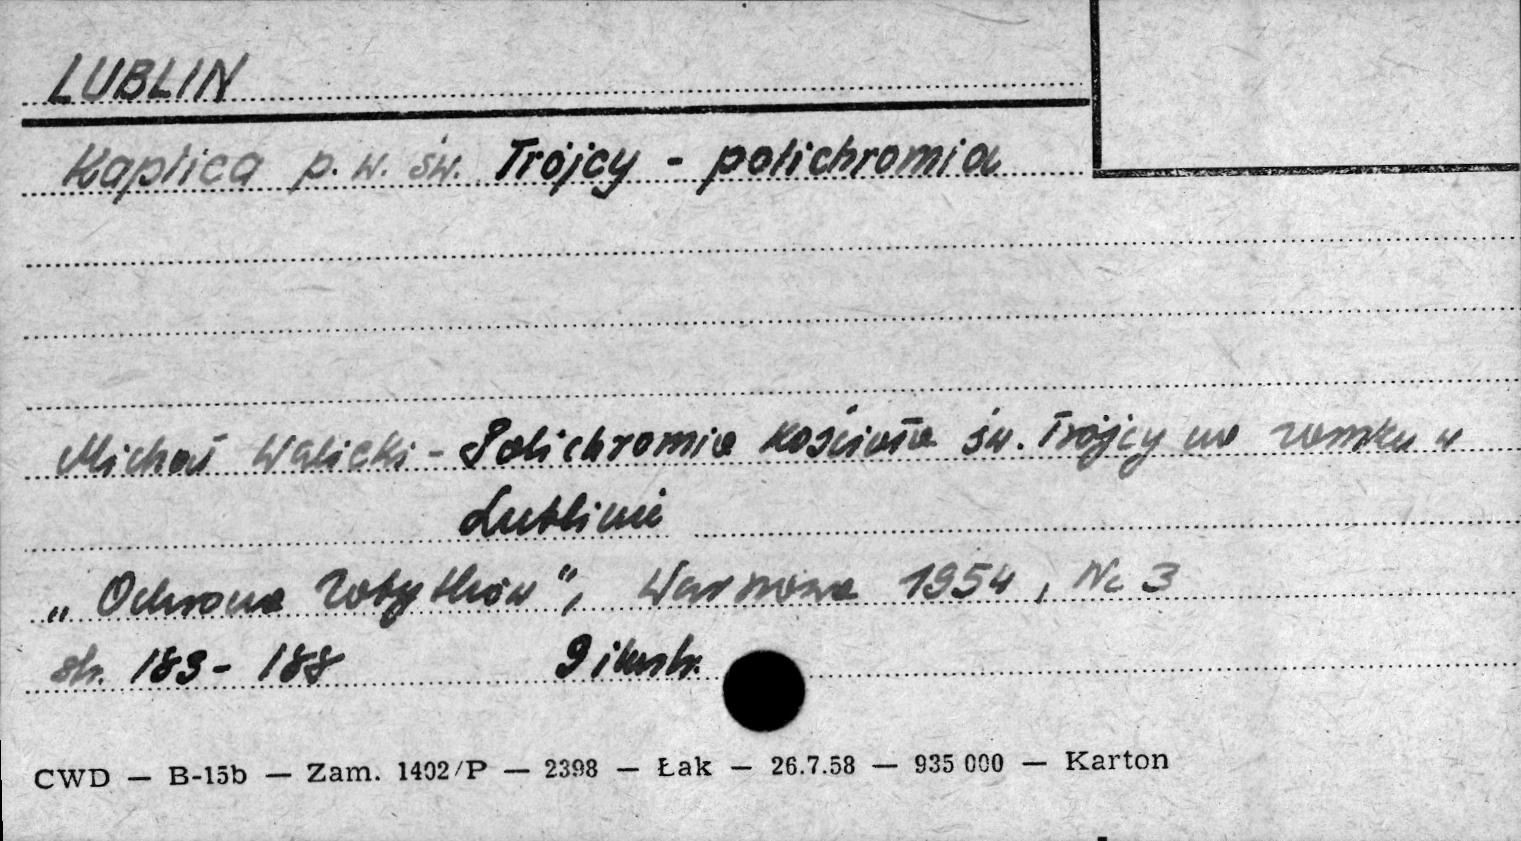 LUBLIN
Kaplica p.w. św. Trójcy - polichromia
Michał Walicki - Polichromia kościoła św. Trójcy na zamku w
Lublinie
„Ochrona Zabytków", Warszawa 1954, Nr 3
str. 183-188 9 ilustr.
CWD — B-15b — Zam. 1402/P — 2398 — Łak — 26.7.58 — 935 000 — Karton